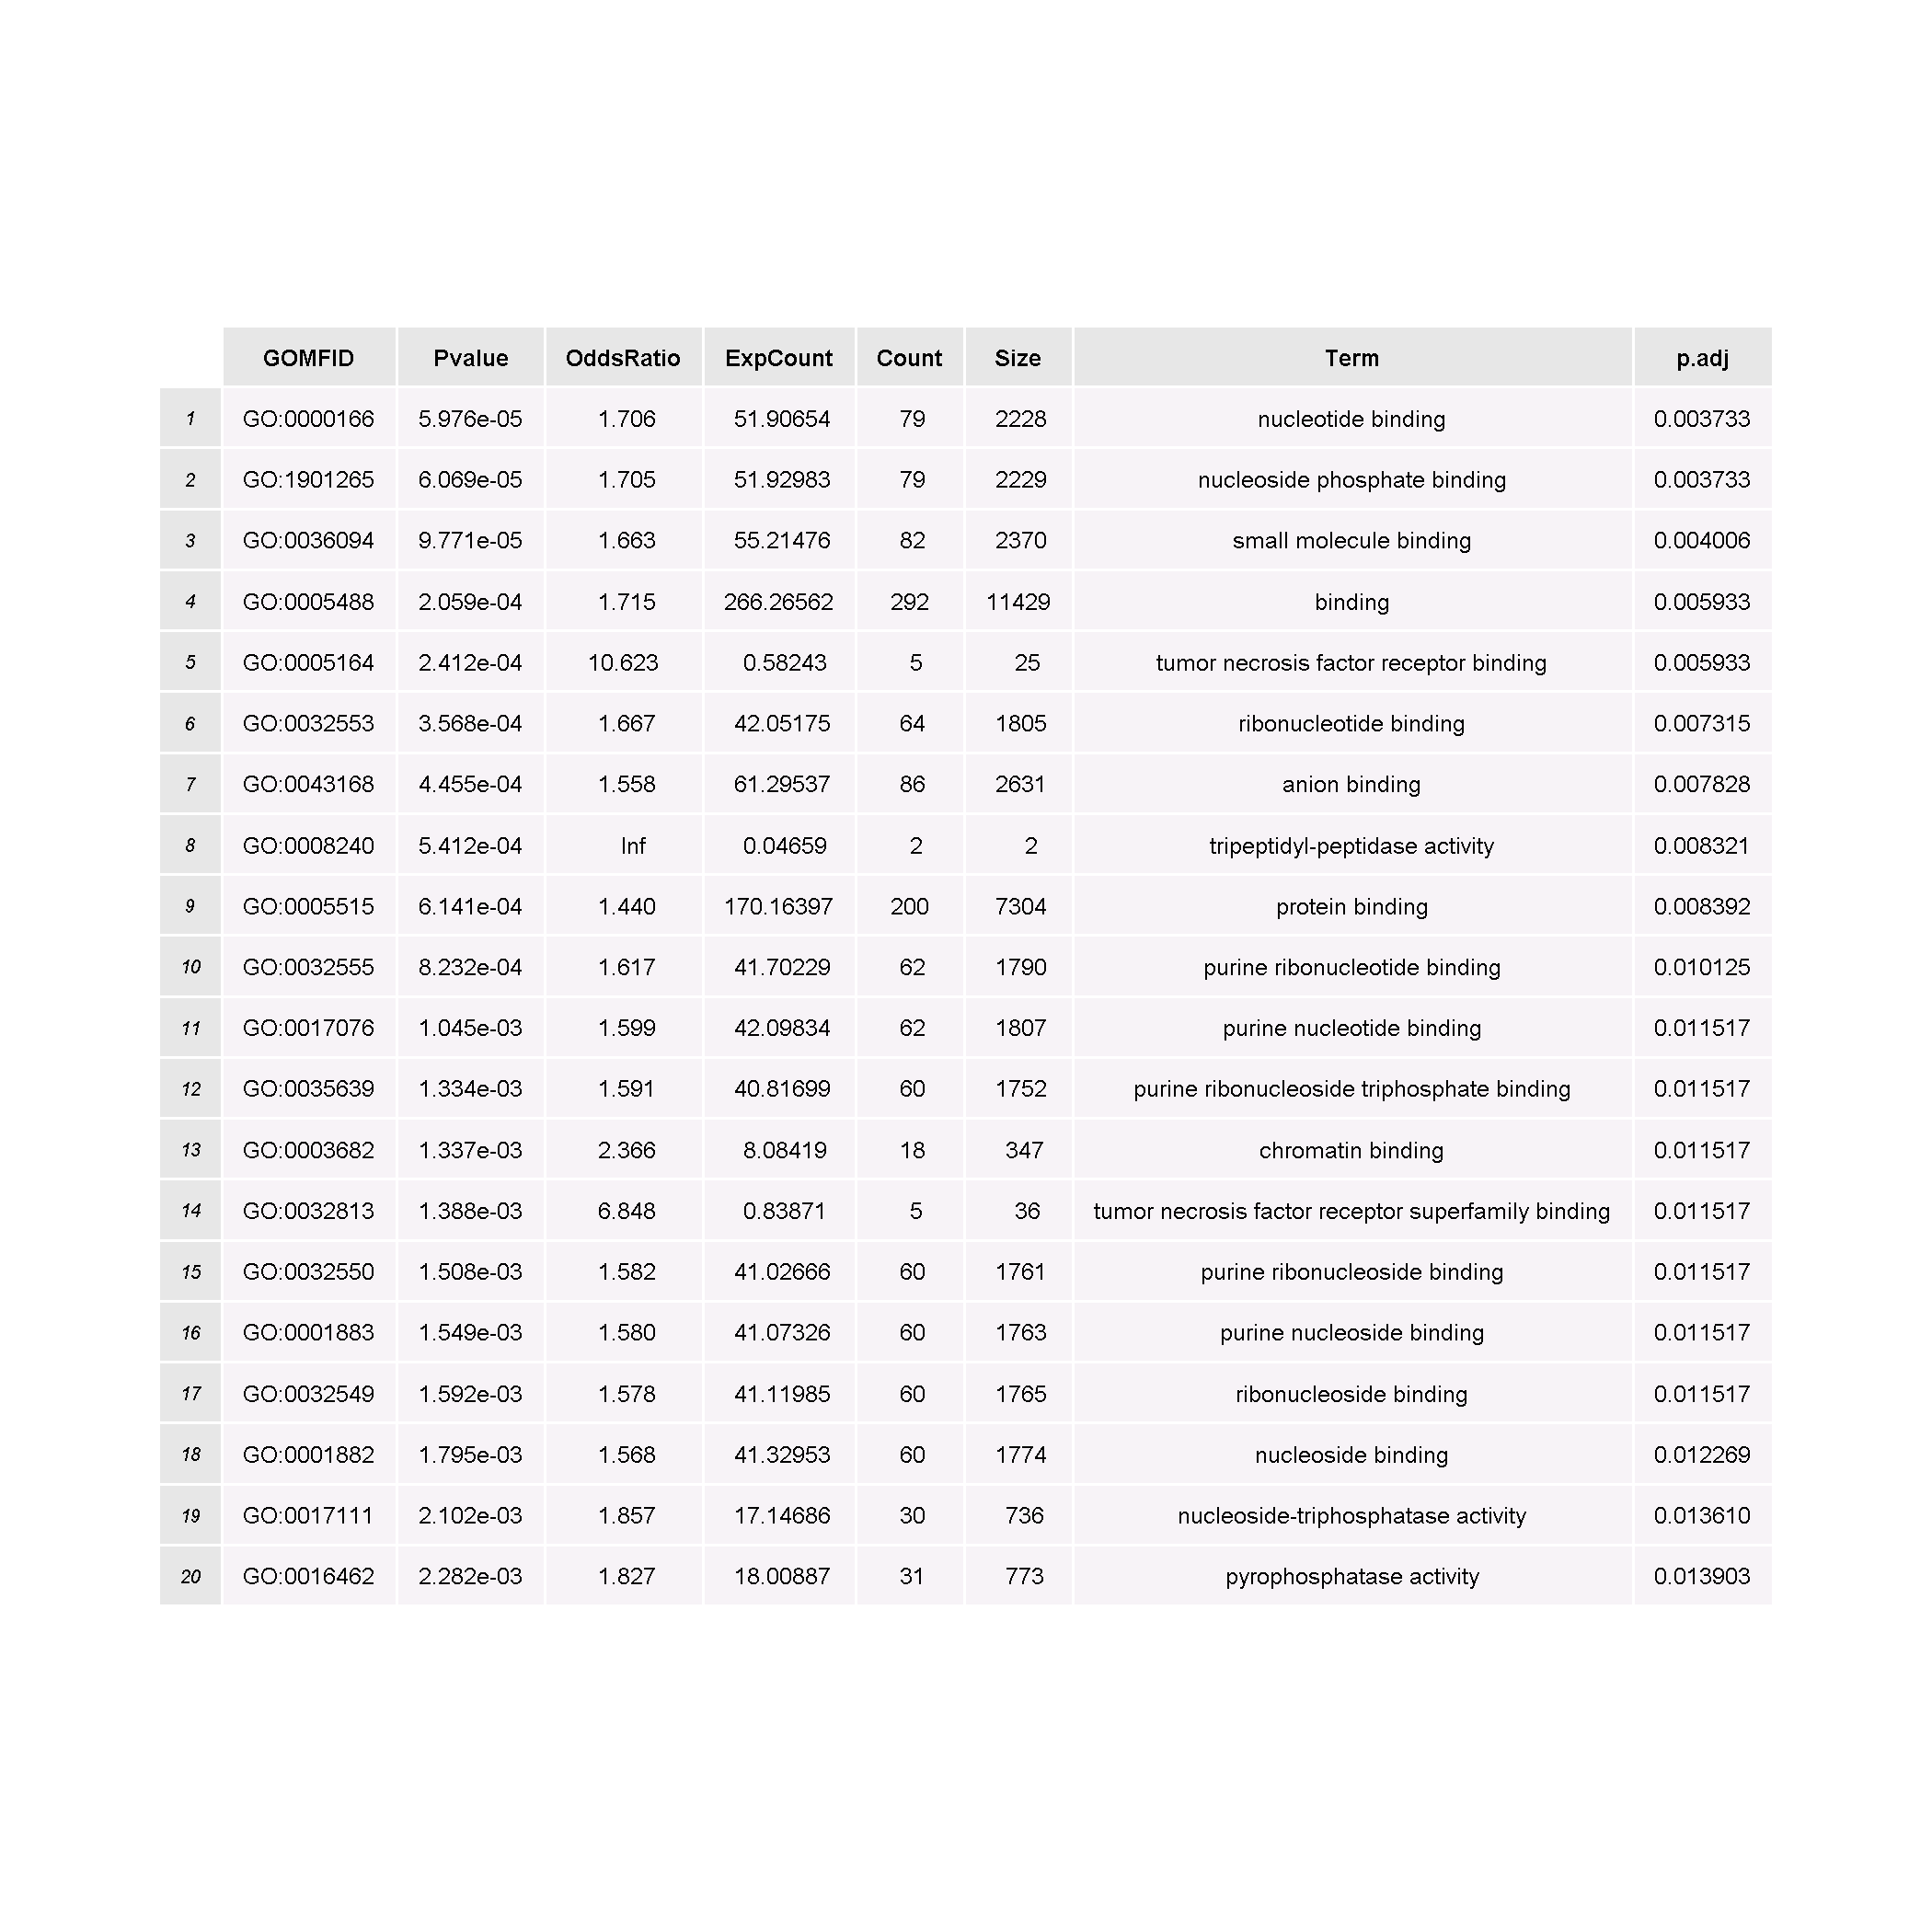 GOMFID Pvalue OddsRatio ExpCount Count Size Term p.adj
1 GO:0000166 5.976e-05 1.706 51.90654 79 2228 nucleotide binding 0.003733
2 GO:1901265 6.069e-05 1.705 51.92983 79 2229 nucleoside phosphate binding 0.003733
3 GO:0036094 9.771e-05 1.663 55.21476 82 2370 small molecule binding 0.004006
4 GO:0005488 2.059e-04 1.715 266.26562 292 11429 binding 0.005933
5 GO:0005164 2.412e-04 10.623 0.58243 5 25 tumor necrosis factor receptor binding 0.005933
6 GO:0032553 3.568e-04 1.667 42.05175 64 1805 ribonucleotide binding 0.007315
7 GO:0043168 4.455e-04 1.558 61.29537 86 2631 anion binding 0.007828
8 GO:0008240 5.412e-04 Inf 0.04659 2 2 tripeptidyl-peptidase activity 0.008321
9 GO:0005515 6.141e-04 1.440 170.16397 200 7304 protein binding 0.008392
10 GO:0032555 8.232e-04 1.617 41.70229 62 1790 purine ribonucleotide binding 0.010125
11 GO:0017076 1.045e-03 1.599 42.09834 62 1807 purine nucleotide binding 0.011517
12 GO:0035639 1.334e-03 1.591 40.81699 60 1752 purine ribonucleoside triphosphate binding 0.011517
13 GO:0003682 1.337e-03 2.366 8.08419 18 347 chromatin binding 0.011517
14 GO:0032813 1.388e-03 6.848 0.83871 5 36 tumor necrosis factor receptor superfamily binding 0.011517
15 GO:0032550 1.508e-03 1.582 41.02666 60 1761 purine ribonucleoside binding 0.011517
16 GO:0001883 1.549e-03 1.580 41.07326 60 1763 purine nucleoside binding 0.011517
17 GO:0032549 1.592e-03 1.578 41.11985 60 1765 ribonucleoside binding 0.011517
18 GO:0001882 1.795e-03 1.568 41.32953 60 1774 nucleoside binding 0.012269
19 GO:0017111 2.102e-03 1.857 17.14686 30 736 nucleoside-triphosphatase activity 0.013610
20 GO:0016462 2.282e-03 1.827 18.00887 31 773 pyrophosphatase activity 0.013903